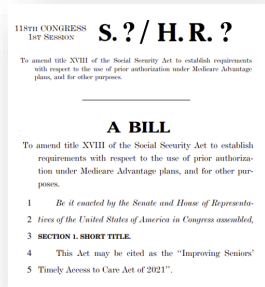 118TH CONGRESS
1ST SESSION
S. ?/ H. R. ?
To amend title XVIII of the Social Security Act to establish requirements
with respect to the use of prior authorization under Medicare Advantage
plans, and for other purposes.
A BILL
To amend title XVIII of the Social Security Act to establish
requirements with respect to the use of prior authoriza-
tion under Medicare Advantage plans, and for other pur-
poses.
1 Be it enacted by the Senate and House of Representa-
2 tives of the United States of America in Congress assembled,
3 SECTION 1. SHORT TITLE.
4 This Act may be cited as the “Improving Seniors’
5 Timely Access to Care Act of 2021”.